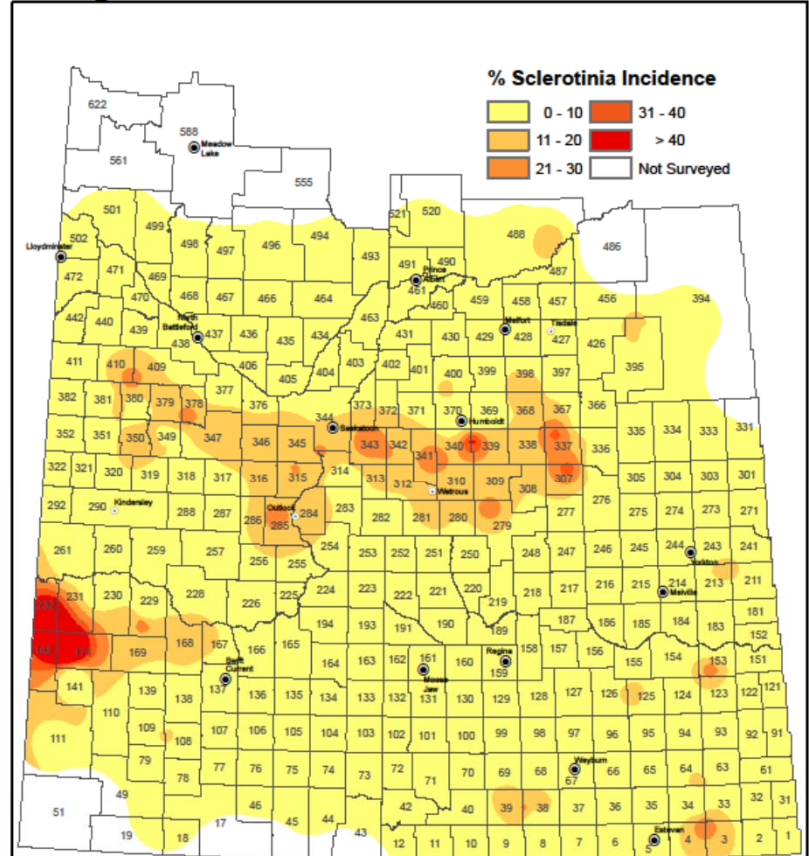 % Sclerotinia Incidence
0 - 10 31 - 40
11 - 20 > 40
21 - 30 Not Surveyed
622
588
Meadow
Lake
561
555
501 521 520
499 494 488
502 498 497 496 493 486
Lloydminster
471 491 490 487
472 469 Prince
Albert
461
470 468 467 466 464 460 459 458 457 456 394
442 440 439 North
Battleford
463
438 437 436 435 434 431 430 429 Melfort 428 Tisdale 427 426
411 410 409 406 405 404 403 402 401 400 399 398 397 395
382 381 380 379 378 377 376 373 372 371 370 369 368 367 366
344 Saskatoon Humboldt
352 351 350 349 347 346 345 343 342 341 340 339 338 337 336 335 334 333 331
322 321 320 319 318 317 316 315 314 313 312 310 309 308 307 305 304 303 302
Watrous
292 290 Kindersley 288 287 286 Outlook 285 284 283 282 281 280 279 277 276 275 274 273 271
261 260 259 257 256 255 254 253 252 251 250 248 247 246 245 244 243 241
Yorkton
231 230 229 228 226 225 224 223 222 221 220 219 218 217 216 215 214 213 211
Melville
171 169 168 167 166 165 194 193 191 190 189 187 186 185 184 183 181
152
Swift
Current
164 163 162 161 160 Regina 159 158 157 156 155 154 153 151
Moose
Jaw
141 139 138 137 136 135 134 133 132 131 130 129 128 127 126 125 124 123 122 121
111 110 109 108 107 106 105 104 103 102 101 100 99 98 97 96 95 94 93 92 91
79 78 77 76 75 74 73 72 71 70 69 68 Weyburn 67 66 65 64 63 61
51 49 46 45 44 43 42 40 39 38 37 36 35 34 33 32 31
19 18 17 12 11 10 9 8 7 6 Estevan 5 4 3 2 1